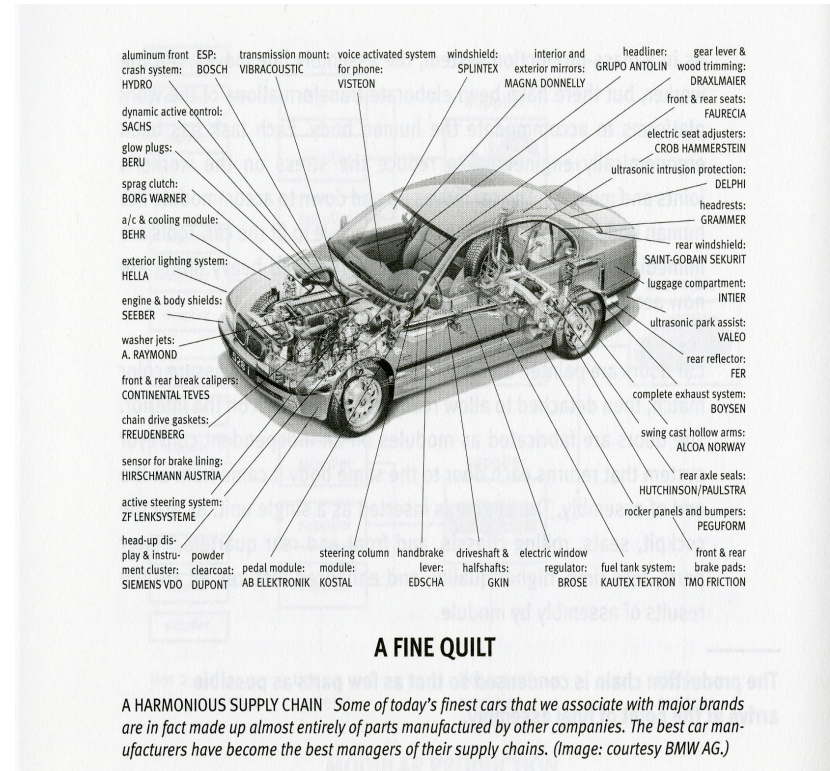 aluminum front
crash system:
HYDRO
ESP:
BOSCH
transmission mount:
VIBRACOUSTIC
voice activated system
for phone:
VISTEON
windshield:
SPLINTEX
interior and
exterior mirrors:
MAGNA DONNELLY
headliner:
GRUPO ANTOLIN
gear lever &
wood trimming:
DRAXLMAIER
dynamic active control:
SACHS
glow plugs:
BERU
sprag clutch:
BORG WARNER
a/c & cooling module:
BEHR
exterior lighting system:
HELLA
engine & body shields:
SEEBER
washer jets:
A. RAYMOND
front & rear break calipers:
CONTINENTAL TEVES
chain drive gaskets:
REUDENBERG
sensor for brake lining:
HIRSCHMANN AUSTRIA
active steering system:
ZF LENKSYSTEME
front & rear seats:
FAURECIA
electric seat adjusters:
CROB HAMMERSTEIN
ultrasonic intrusion protection:
DELPHI
headrests:
GRAMMER
rear windshield:
SAINT-GOBAIN SEKURIT
luggage compartment:
INTIER
ultrasonic park assist:
VALEO
rear reflector:
FER
complete exhaust system:
BOYSEN
swing cast hollow arms:
ALCOA NORWAY
rear axle seals:
HUTCHINSON/PAULSTRA
rocker panels and bumpers:
PEGUFORM
head-up dis-
play & instru-
ment cluster:
SIEMENS VDO
powder
clearcoat:
DUPONT
pedal module:
AB ELEKTRONIK
steering column
module:
KOSTAL
handbrake
lever:
EDSCHA
driveshaft &
halfshafts:
GKIN
electric window
regulator:
BROSE
fuel tank system:
KAUTEX TEXTRON
front & rear
brake pads:
TMO FRICTION
A FINE QUILT
A HARMONIOUS SUPPLY CHAIN Some of today's finest cars that we associate with major brands
are in fact made up almost entirely of parts manufactured by other companies. The best car man-
ufacturers have become the best managers of their supply chains. (Image: courtesy BMW AG.)